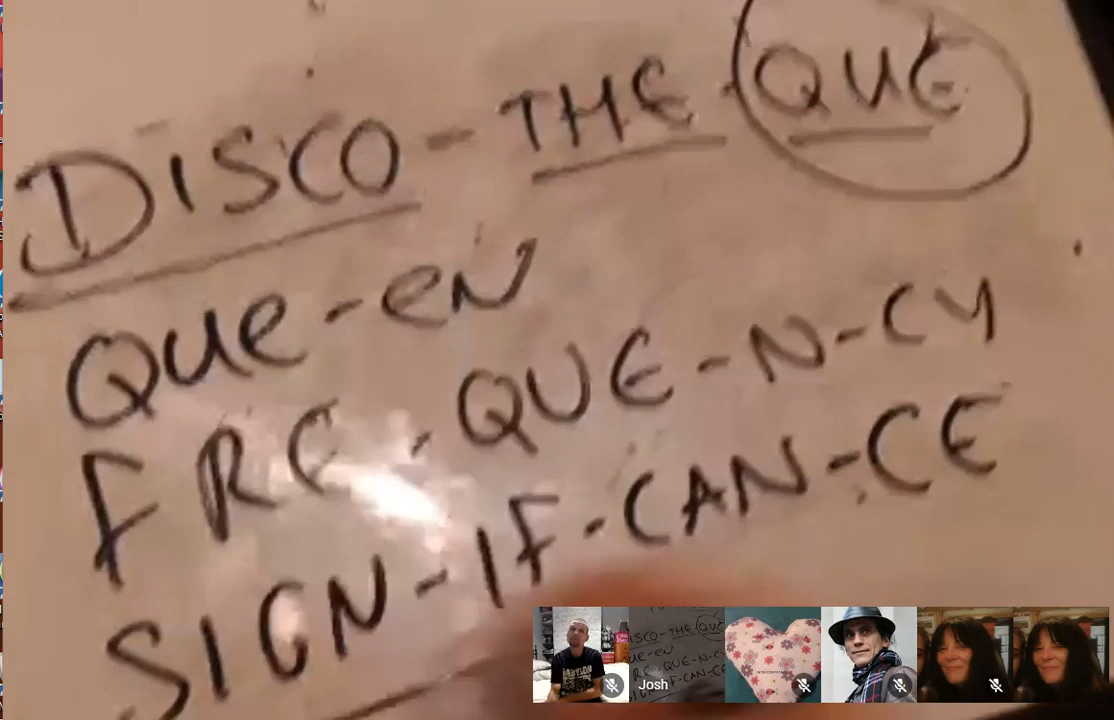 DISCO-THE-QUE
QUE-EN
FRE-QUE-N-CY
SIGN-IF-CAN-CE
Josh